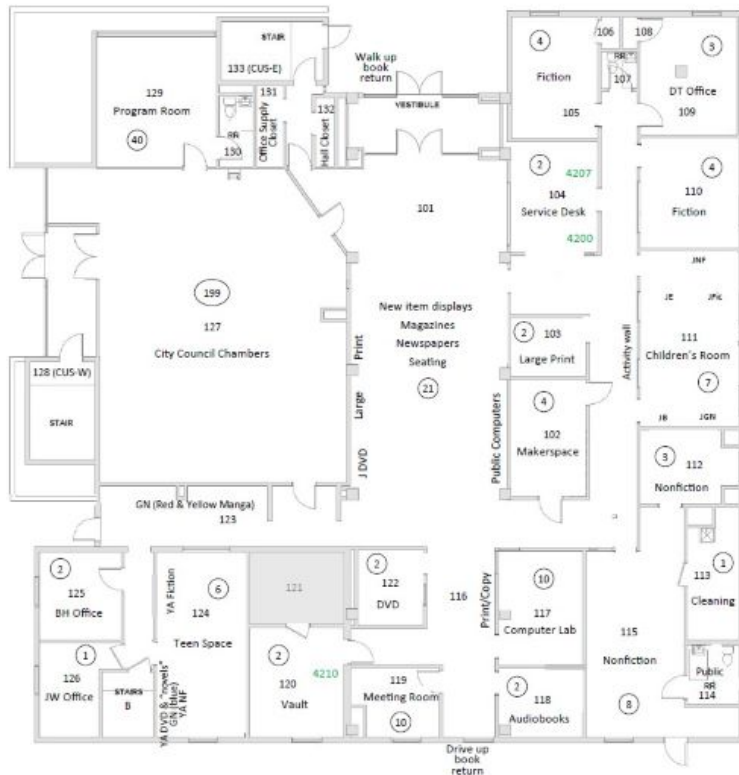 STAIR
133 (CUS-E)
129
Program Room
40
RR
130
131
Office Supply
Closet
132
Hall Closet
Walk up
book
return
VESTIBULE
4
Fiction
105
106
108
RR
107
3
DT Office
109
101
2
4207
104
Service Desk
4200
4
110
Fiction
199
127
City Council Chambers
New item displays
Magazines
Newspapers
Seating
21
Print
Large
J DVD
Public Computers
2
103
Large Print
4
102
Makerspace
Activity wall
JNF
JE
JFic
111
Children's Room
7
JB
JGN
128 (CUS-W)
STAIR
3
112
Nonfiction
GN (Red & Yellow Manga)
123
2
125
BH Office
1
126
JW Office
STAIRS
B
YA Fiction
6
124
Teen Space
YA DVD & "novels"
GN (blue)
YA NF
121
2
120
4210
Vault
2
122
DVD
116
Print/Copy
119
Meeting Room
10
10
117
Computer Lab
2
118
Audiobooks
115
Nonfiction
8
1
113
Cleaning
Public
RR
114
Drive up
book
return